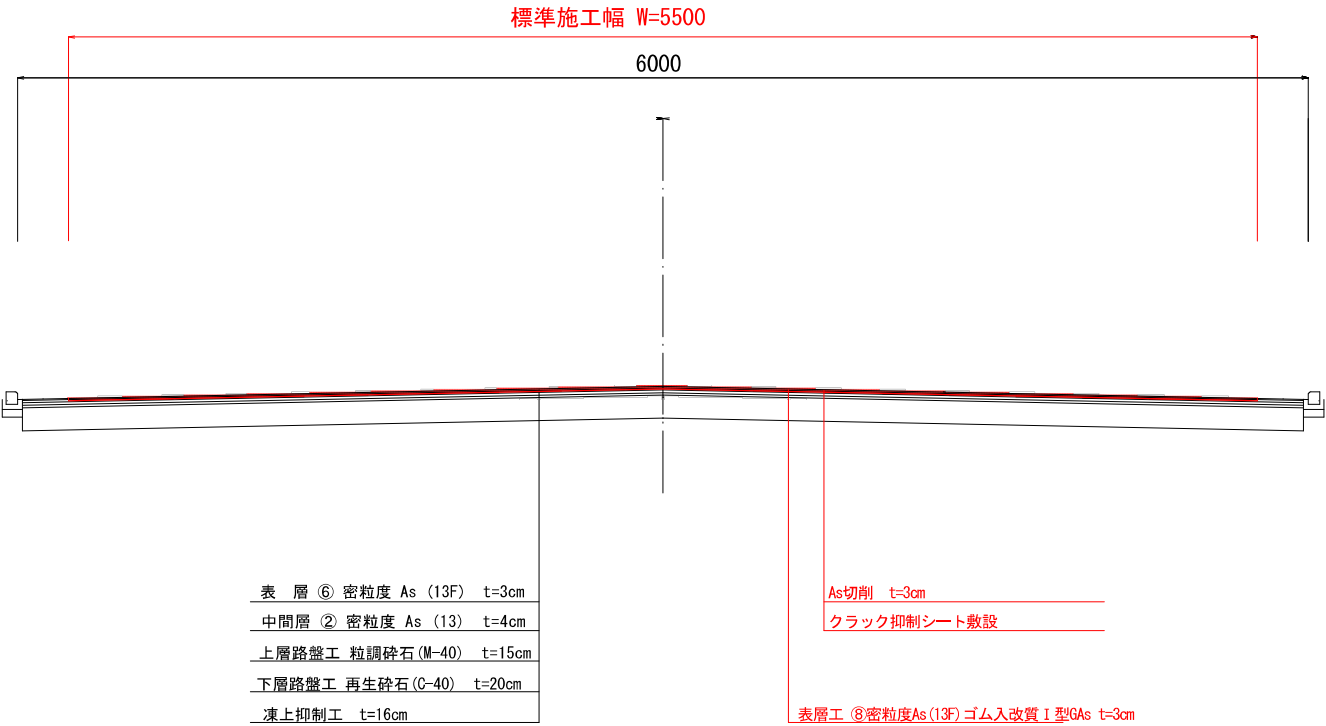 標準施工幅 W=5500
6000
表　層 ⑥ 密粒度 As (13F)　t=3cm
中間層 ② 密粒度 As (13)　t=4cm
上層路盤工 粒調砕石(M-40)　t=15cm
下層路盤工 再生砕石(C-40)　t=20cm
凍上抑制工　t=16cm
As切削　t=3cm
クラック抑制シート敷設
表層工 ⑧密粒度As(13F)ゴム入改質Ⅰ型GAs t=3cm